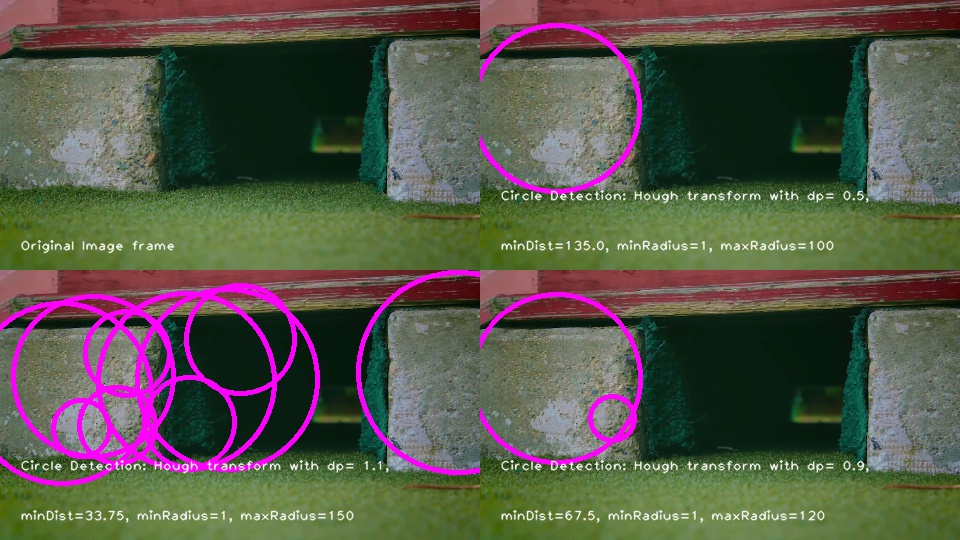 Circle Detection: Hough transform with dp= 0.5,
Original Image frame
minDist=135.0, minRadius=1, maxRadius=100
Circle Detection: Hough transform with dp= 1.1,
Circle Detection: Hough transform with dp= 0.9,
minDist=33.75, minRadius=1, maxRadius=150
minDist=67.5, minRadius=1, maxRadius=120